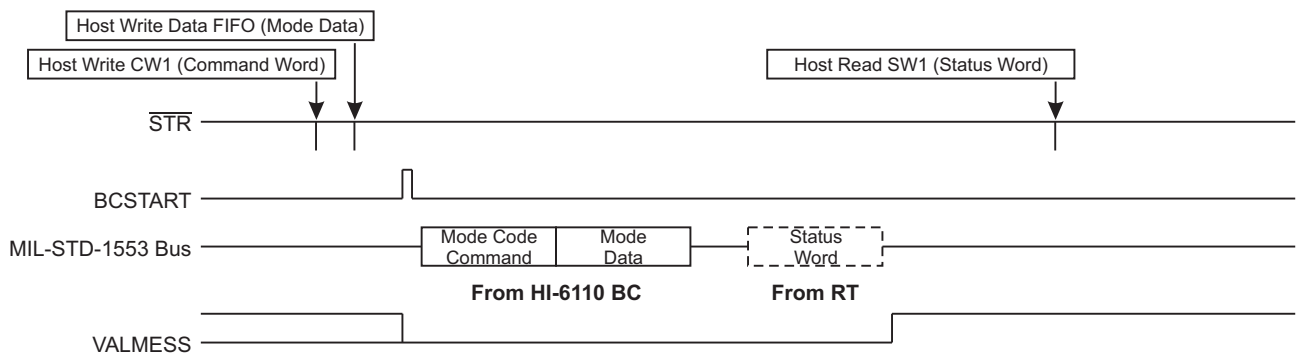 Host Write Data FIFO (Mode Data)
Host Write CW1 (Command Word)
Host Read SW1 (Status Word)
STR
BCSTART
MIL-STD-1553 Bus
Mode Code
Command
Mode
Data
Status
Word
From HI-6110 BC
From RT
VALMESS